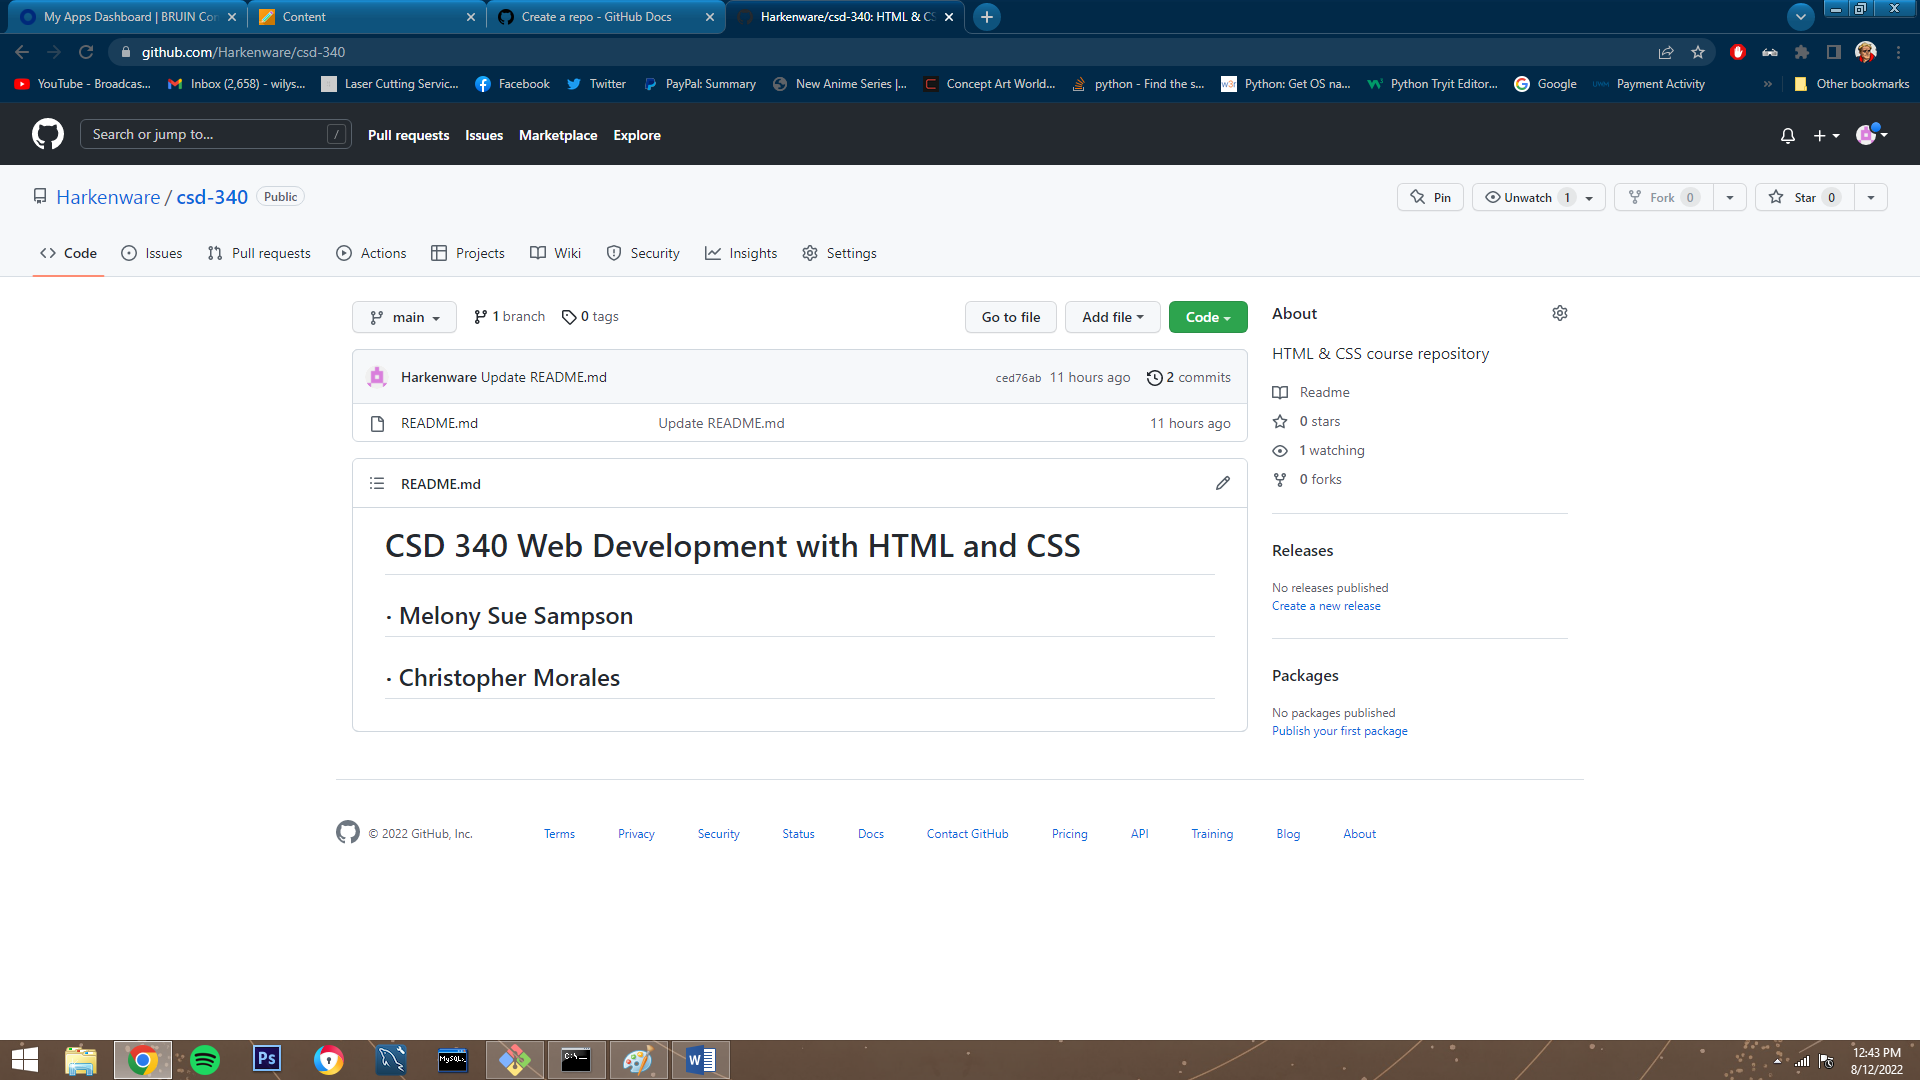 My Apps Dashboard | BRUIN Con
Content
Create a repo - GitHub Docs
Harkenware/csd-340: HTML & CS
github.com/Harkenware/csd-340
YouTube - Broadcas...
Inbox (2,658) - wilys...
Laser Cutting Servic...
Facebook
Twitter
PayPal: Summary
New Anime Series |...
Concept Art World...
python - Find the s...
Python: Get OS na...
Python Tryit Editor...
Google
Payment Activity
»
Other bookmarks
Search or jump to...
/
Pull requests
Issues
Marketplace
Explore
Harkenware / csd-340
Public
Pin
Unwatch 1
Fork 0
Star 0
Code
Issues
Pull requests
Actions
Projects
Wiki
Security
Insights
Settings
main
1 branch
0 tags
Go to file
Add file
Code
Harkenware Update README.md
ced76ab 11 hours ago
2 commits
README.md
Update README.md
11 hours ago
README.md
CSD 340 Web Development with HTML and CSS
· Melony Sue Sampson
· Christopher Morales
About
HTML & CSS course repository
Readme
0 stars
1 watching
0 forks
Releases
No releases published
Create a new release
Packages
No packages published
Publish your first package
© 2022 GitHub, Inc.
Terms
Privacy
Security
Status
Docs
Contact GitHub
Pricing
API
Training
Blog
About
Ps
MySQL
C:\_
W
12:43 PM
8/12/2022